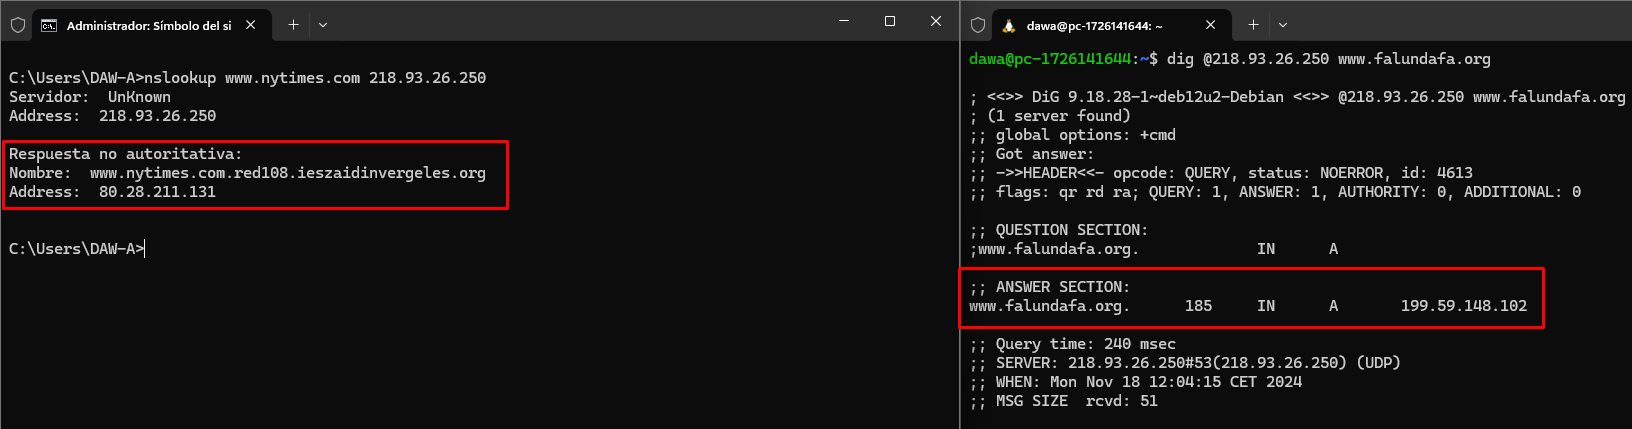 Administrador: Símbolo del si
C:\Users\DAW-A>nslookup www.nytimes.com 218.93.26.250
Servidor:  UnKnown
Address:  218.93.26.250
Respuesta no autoritativa:
Nombre:  www.nytimes.com.red108.ieszaidinvergeles.org
Address:  80.28.211.131
C:\Users\DAW-A>
dawa@pc-1726141644: ~
dawa@pc-1726141644:~$ dig @218.93.26.250 www.falundafa.org
; <<>> DiG 9.18.28-1~deb12u2-Debian <<>> @218.93.26.250 www.falundafa.org
; (1 server found)
;; global options: +cmd
;; Got answer:
;; ->>HEADER<<- opcode: QUERY, status: NOERROR, id: 4613
;; flags: qr rd ra; QUERY: 1, ANSWER: 1, AUTHORITY: 0, ADDITIONAL: 0
;; QUESTION SECTION:
;www.falundafa.org.             IN      A
;; ANSWER SECTION:
www.falundafa.org.      185     IN      A       199.59.148.102
;; Query time: 240 msec
;; SERVER: 218.93.26.250#53(218.93.26.250) (UDP)
;; WHEN: Mon Nov 18 12:04:15 CET 2024
;; MSG SIZE  rcvd: 51